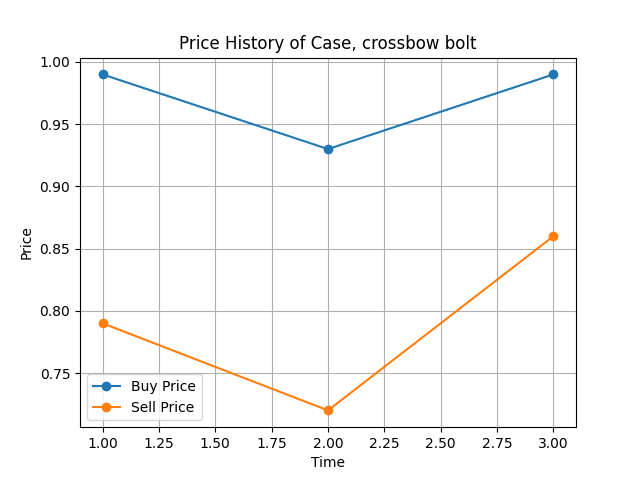 Price History of Case, crossbow bolt
Price
1.00
0.95
0.90
0.85
0.80
0.75
Buy Price
Sell Price
1.00 1.25 1.50 1.75 2.00 2.25 2.50 2.75 3.00
Time